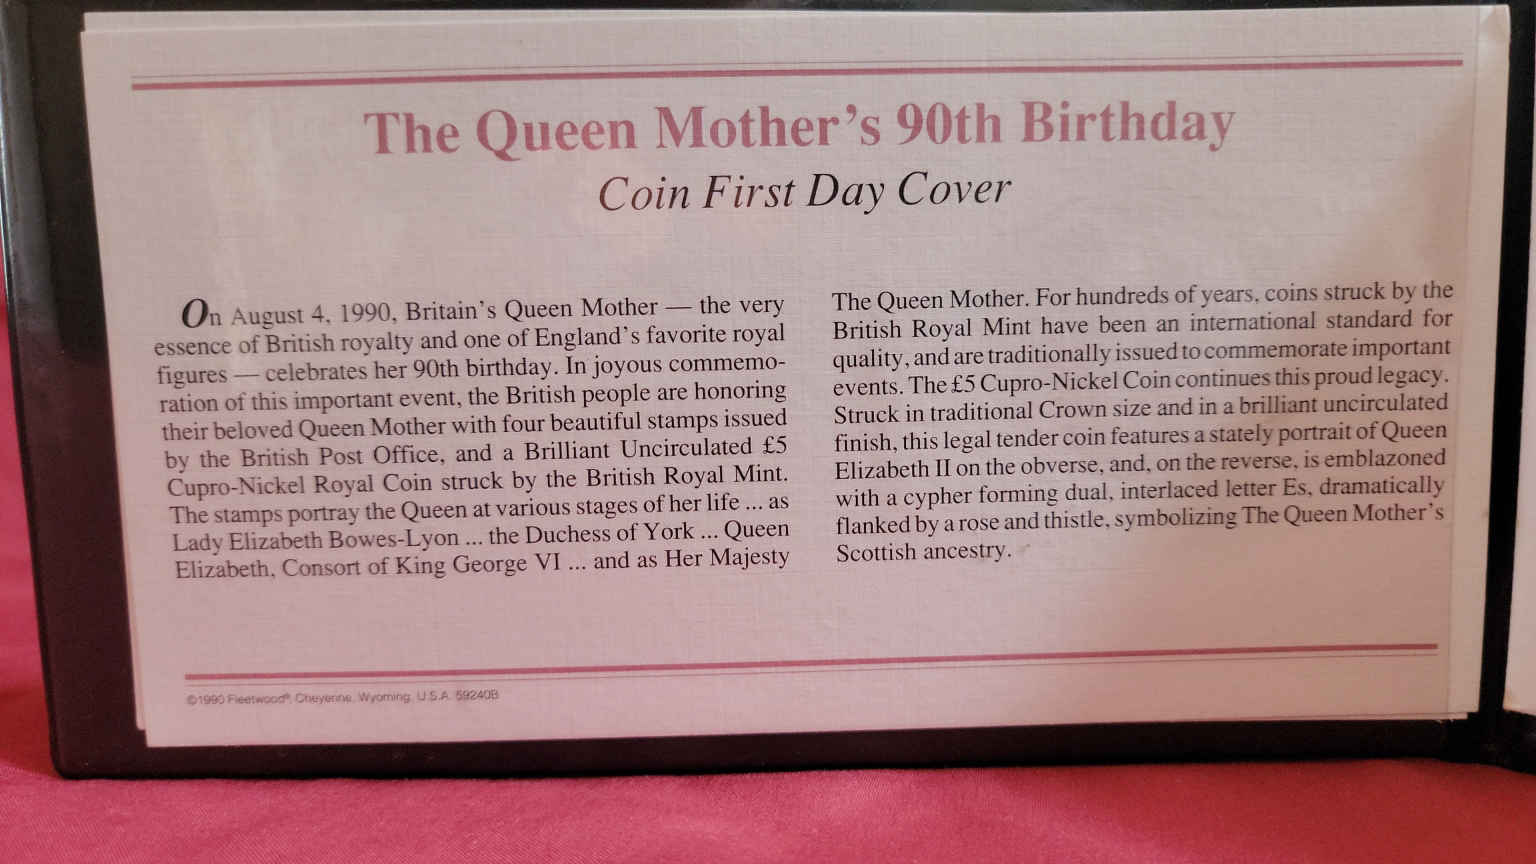 The Queen Mother's 90th Birthday
Coin First Day Cover
On August 4, 1990, Britain's Queen Mother — the very
essence of British royalty and one of England's favorite royal
figures — celebrates her 90th birthday. In joyous commemo-
ration of this important event, the British people are honoring
their beloved Queen Mother with four beautiful stamps issued
by the British Post Office, and a Brilliant Uncirculated £5
Cupro-Nickel Royal Coin struck by the British Royal Mint.
The stamps portray the Queen at various stages of her life ... as
Lady Elizabeth Bowes-Lyon ... the Duchess of York ... Queen
Elizabeth, Consort of King George VI ... and as Her Majesty
The Queen Mother. For hundreds of years, coins struck by the
British Royal Mint have been an international standard for
quality, and are traditionally issued to commemorate important
events. The £5 Cupro-Nickel Coin continues this proud legacy.
Struck in traditional Crown size and in a brilliant uncirculated
finish, this legal tender coin features a stately portrait of Queen
Elizabeth II on the obverse, and, on the reverse, is emblazoned
with a cypher forming dual, interlaced letter Es, dramatically
flanked by a rose and thistle, symbolizing The Queen Mother's
Scottish ancestry.
©1990 Fleetwood®, Cheyenne, Wyoming, U.S.A. 59240B